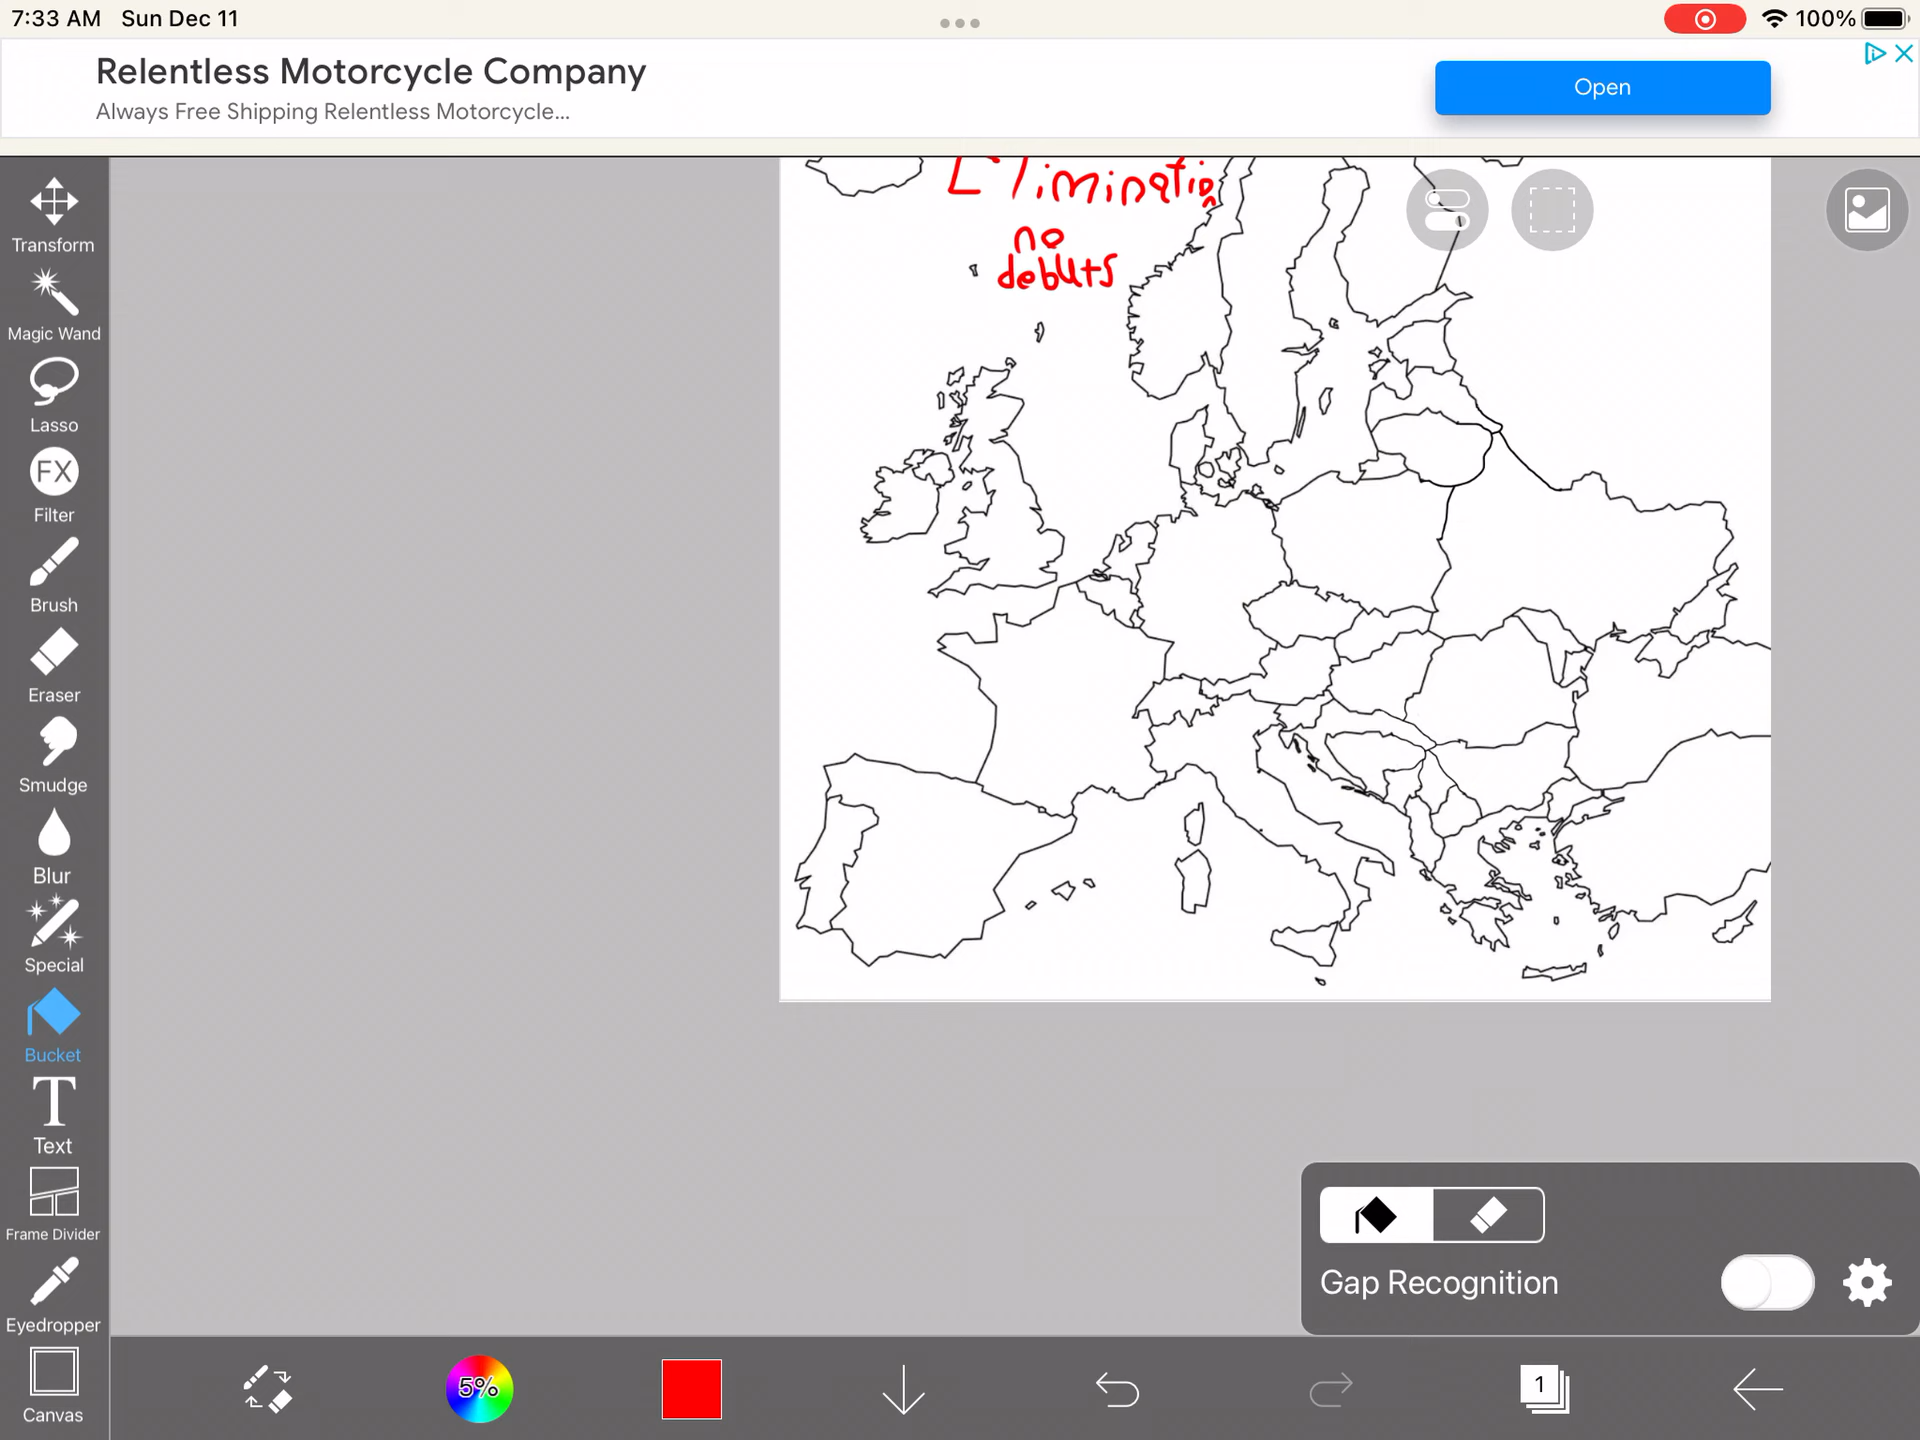 7:33 AM Sun Dec 11
100%
Relentless Motorcycle Company
Always Free Shipping Relentless Motorcycle...
Open
Transform
Magic Wand
Lasso
FX
Filter
Brush
Eraser
Smudge
Blur
Special
Bucket
T
Text
Frame Divider
Eyedropper
Canvas
Elimination
no
debuts
Gap Recognition
5%
1